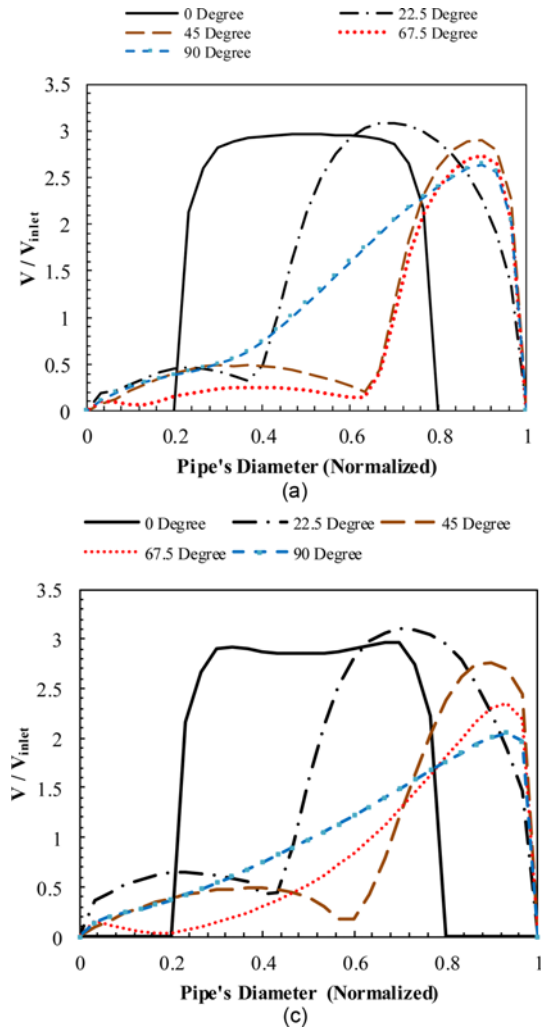 0 Degree 22.5 Degree
45 Degree 67.5 Degree
90 Degree
3.5
3
2.5
2
1.5
1
0.5
0
V / Vinlet
0 0.2 0.4 0.6 0.8 1
Pipe's Diameter (Normalized)
(a)
0 Degree 22.5 Degree 45 Degree
67.5 Degree 90 Degree
3.5
3
2.5
2
1.5
1
0.5
0
V / Vinlet
0 0.2 0.4 0.6 0.8 1
Pipe's Diameter (Normalized)
(c)